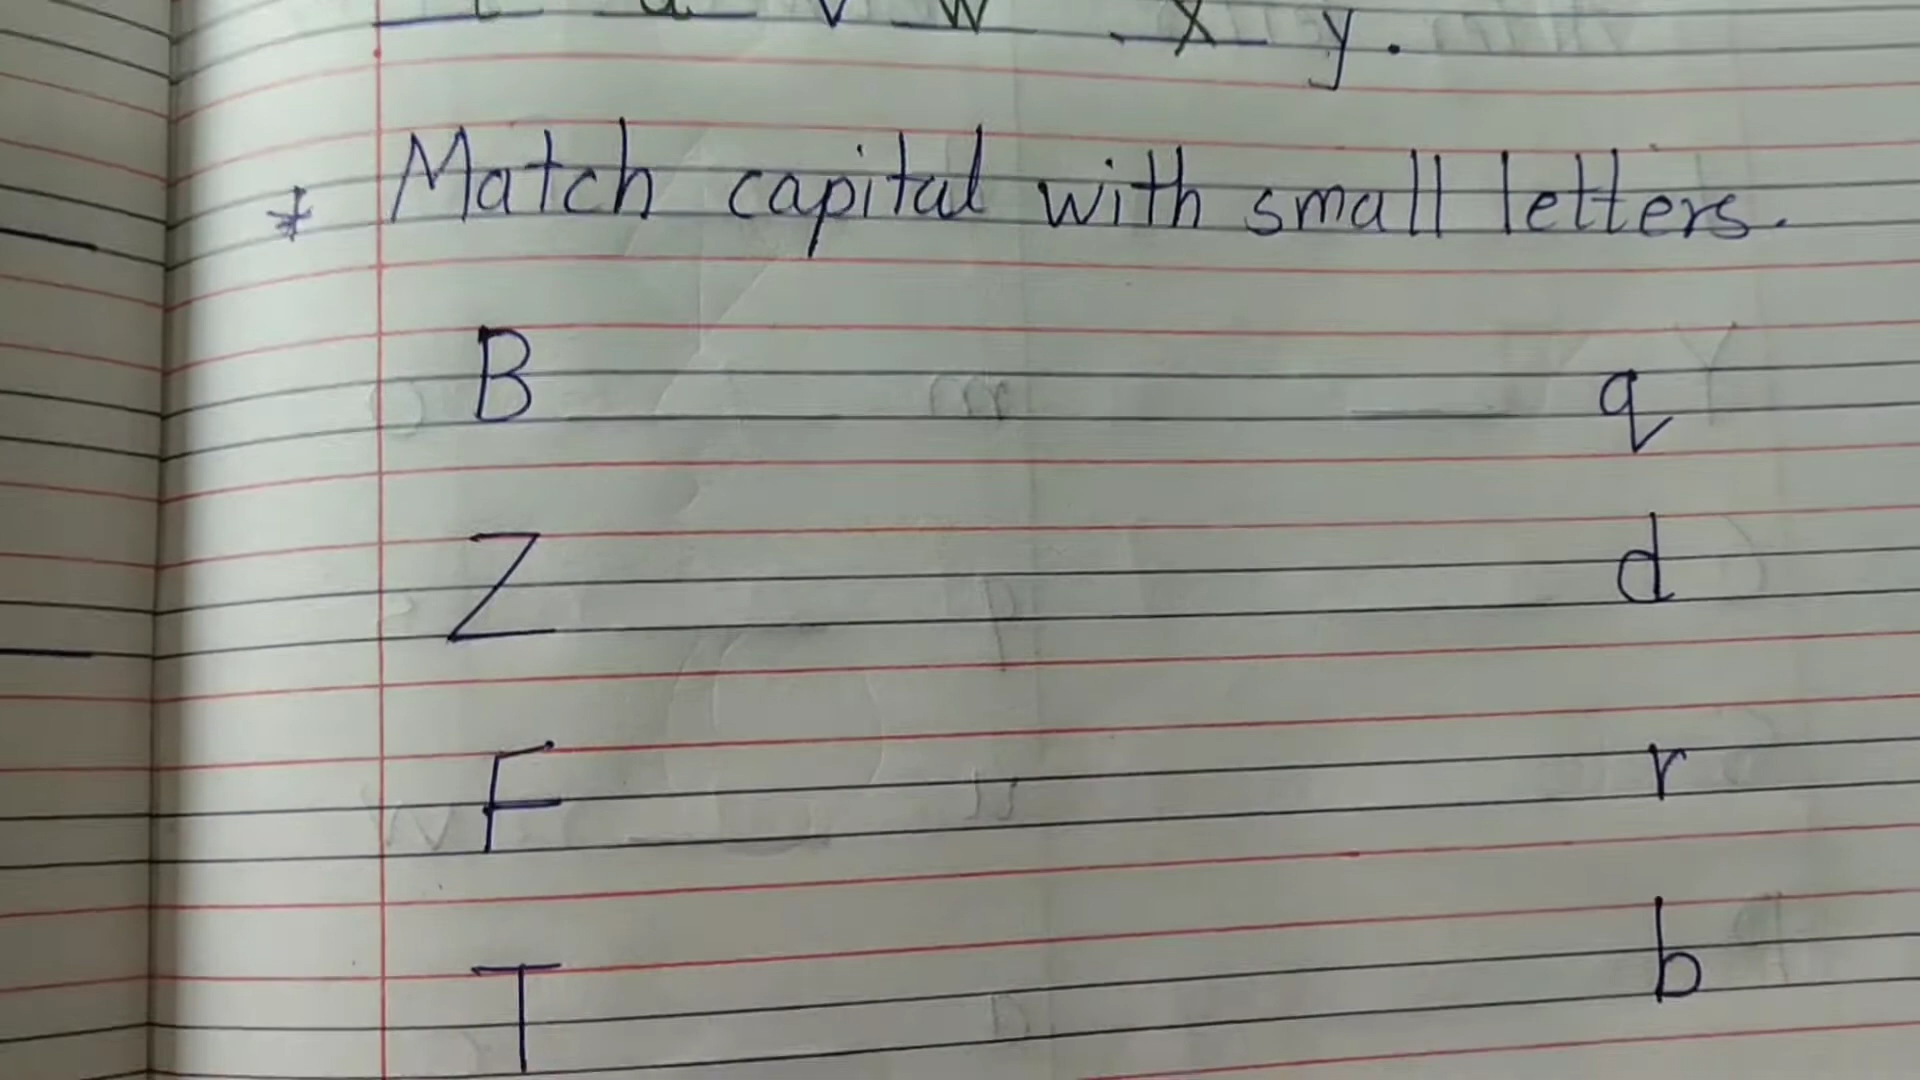 t u v w x y.
* Match capital with small letters.
B q
Z d
F r
T b